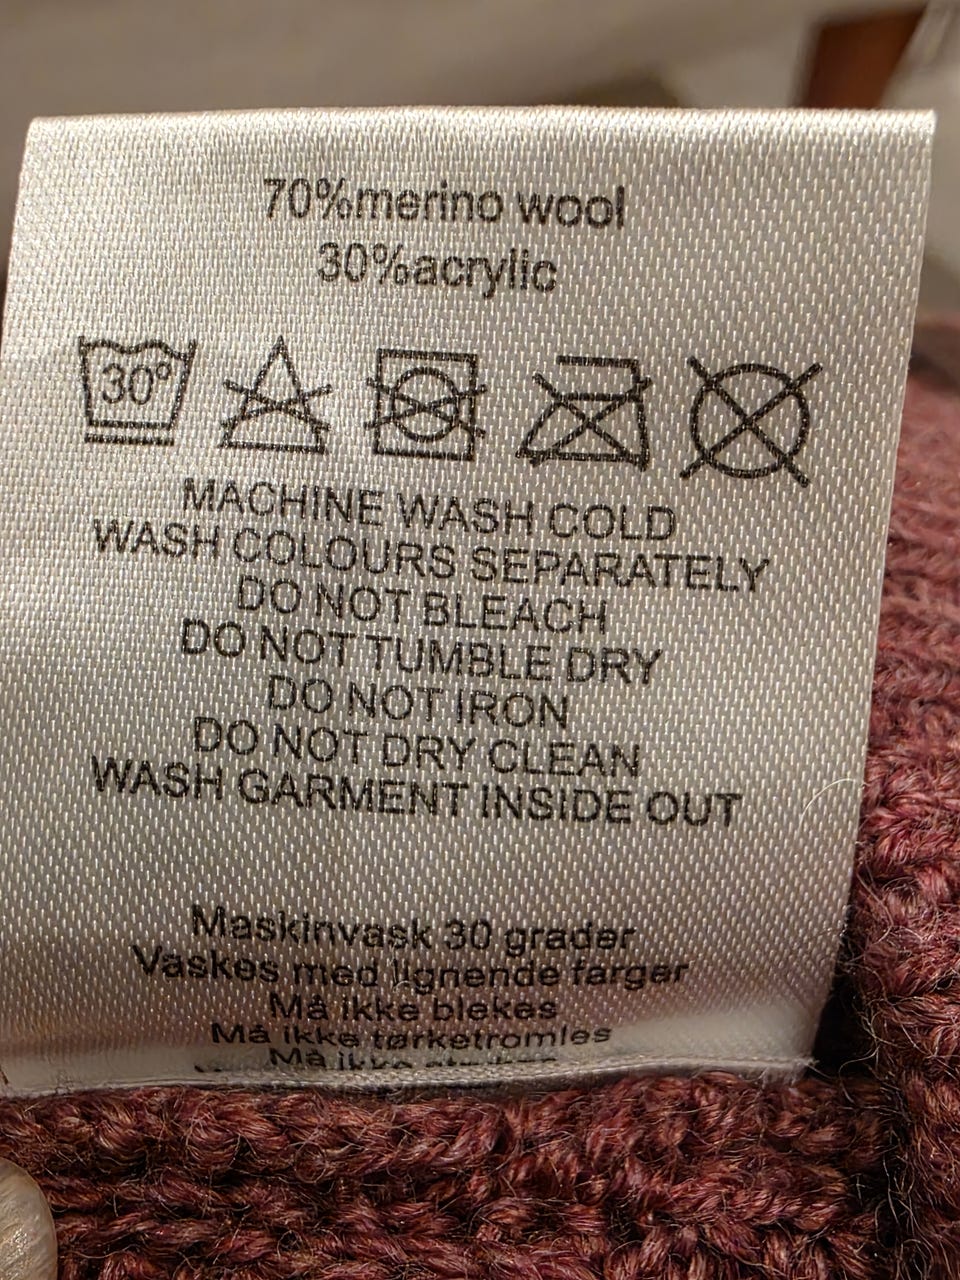 70%merino wool
30%acrylic
30°
MACHINE WASH COLD
WASH COLOURS SEPARATELY
DO NOT BLEACH
DO NOT TUMBLE DRY
DO NOT IRON
DO NOT DRY CLEAN
WASH GARMENT INSIDE OUT
Maskinvask 30 grader
Vaskes med lignende farger
Må ikke blekes
Må ikke tørketromles
Må ikke